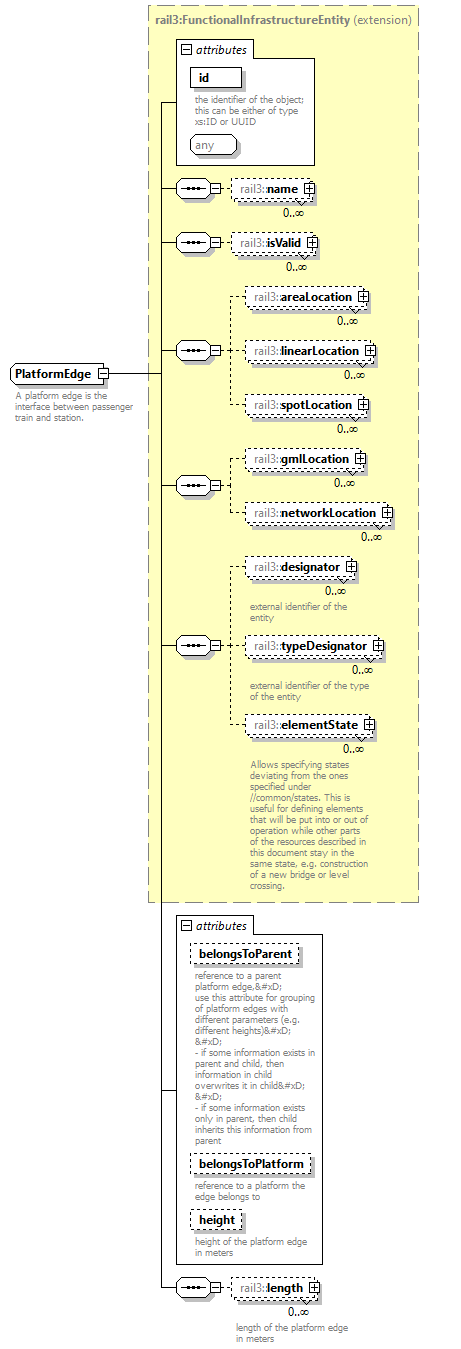 rail3:FunctionalInfrastructureEntity (extension)
attributes
id
the identifier of the object;
this can be either of type
xs:ID or UUID
any
rail3::name
0..∞
rail3::isValid
0..∞
rail3::areaLocation
0..∞
rail3::linearLocation
0..∞
rail3::spotLocation
0..∞
PlatformEdge
A platform edge is the
interface between passenger
train and station.
rail3::gmlLocation
0..∞
rail3::networkLocation
0..∞
rail3::designator
0..∞
external identifier of the
entity
rail3::typeDesignator
0..∞
external identifier of the type
of the entity
rail3::elementState
0..∞
Allows specifying states
deviating from the ones
specified under
//common/states. This is
useful for defining elements
that will be put into or out of
operation while other parts
of the resources described in
this document stay in the
same state, e.g. construction
of a new bridge or level
crossing.
attributes
belongsToParent
reference to a parent
platform edge,&#xD;
use this attribute for grouping
of platform edges with
different parameters (e.g.
different heights)&#xD;
&#xD;
- if some information exists in
parent and child, then
information in child
overwrites it in child&#xD;
&#xD;
- if some information exists
only in parent, then child
inherits this information from
parent
belongsToPlatform
reference to a platform the
edge belongs to
height
height of the platform edge
in meters
rail3::length
0..∞
length of the platform edge
in meters